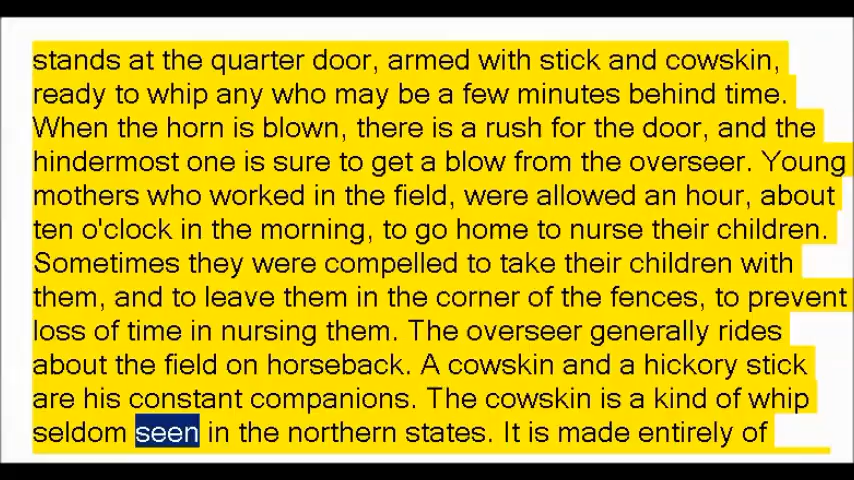 stands at the quarter door, armed with stick and cowskin,
ready to whip any who may be a few minutes behind time.
When the horn is blown, there is a rush for the door, and the
hindermost one is sure to get a blow from the overseer. Young
mothers who worked in the field, were allowed an hour, about
ten o'clock in the morning, to go home to nurse their children.
Sometimes they were compelled to take their children with
them, and to leave them in the corner of the fences, to prevent
loss of time in nursing them. The overseer generally rides
about the field on horseback. A cowskin and a hickory stick
are his constant companions. The cowskin is a kind of whip
seldom seen in the northern states. It is made entirely of